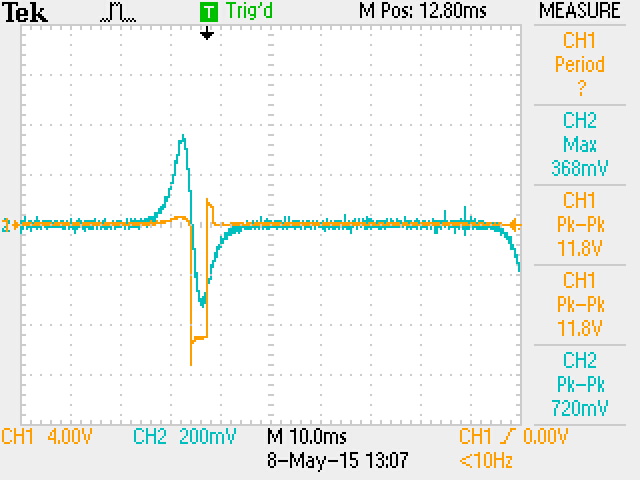 Tek T Trig'd M Pos: 12.80ms MEASURE
CH1
Period
?
CH2
Max
368mV
CH1
Pk-Pk
11.8V
CH1
Pk-Pk
11.8V
CH2
Pk-Pk
720mV
CH1 4.00V CH2 200mV M 10.0ms CH1 0.00V
8-May-15 13:07 <10Hz